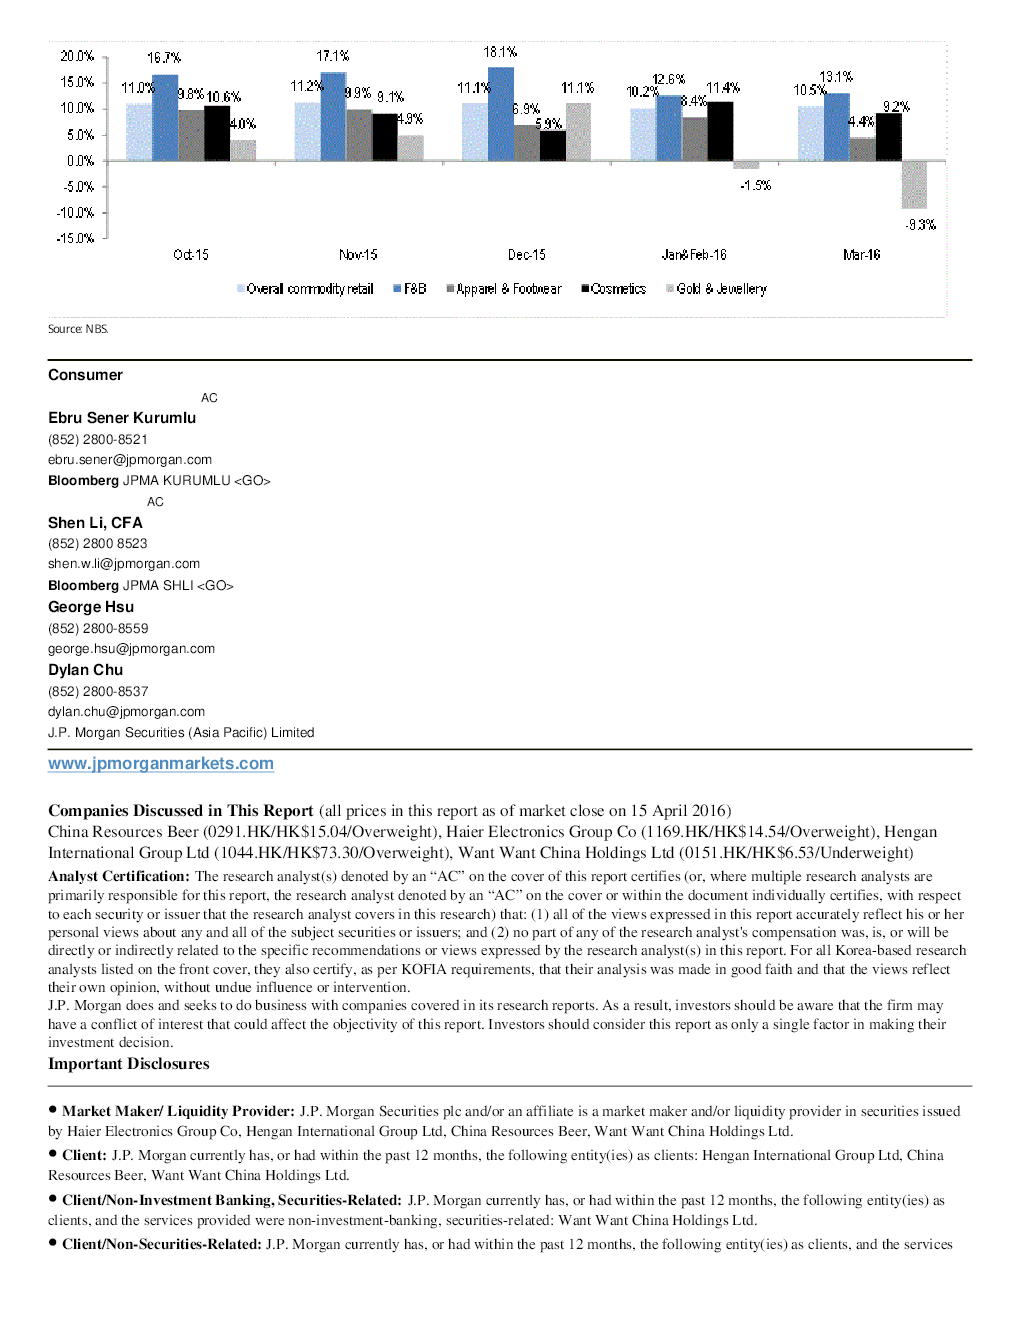 20.0%
15.0%
10.0%
5.0%
0.0%
-5.0%
-10.0%
-15.0%
11.0% 16.7% 9.8% 10.6% 4.0%
11.2% 17.1% 9.9% 9.1% 4.9%
11.1% 18.1% 6.9% 5.9% 11.1%
10.2% 12.6% 8.4% 11.4% -1.5%
10.5% 13.1% 4.4% 9.2% -9.3%
Oct-15 Nov-15 Dec-15 Jan&Feb-16 Mar-16
Overall commodity retail F&B Apparel & Footwear Cosmetics Gold & Jewellery
Source: NBS.
Consumer
AC
Ebru Sener Kurumlu
(852) 2800-8521
ebru.sener@jpmorgan.com
Bloomberg JPMA KURUMLU <GO>
AC
Shen Li, CFA
(852) 2800 8523
shen.w.li@jpmorgan.com
Bloomberg JPMA SHLI <GO>
George Hsu
(852) 2800-8559
george.hsu@jpmorgan.com
Dylan Chu
(852) 2800-8537
dylan.chu@jpmorgan.com
J.P. Morgan Securities (Asia Pacific) Limited
www.jpmorganmarkets.com
Companies Discussed in This Report (all prices in this report as of market close on 15 April 2016)
China Resources Beer (0291.HK/HK$15.04/Overweight), Haier Electronics Group Co (1169.HK/HK$14.54/Overweight), Hengan
International Group Ltd (1044.HK/HK$73.30/Overweight), Want Want China Holdings Ltd (0151.HK/HK$6.53/Underweight)
Analyst Certification: The research analyst(s) denoted by an “AC” on the cover of this report certifies (or, where multiple research analysts are
primarily responsible for this report, the research analyst denoted by an “AC” on the cover or within the document individually certifies, with respect
to each security or issuer that the research analyst covers in this research) that: (1) all of the views expressed in this report accurately reflect his or her
personal views about any and all of the subject securities or issuers; and (2) no part of any of the research analyst's compensation was, is, or will be
directly or indirectly related to the specific recommendations or views expressed by the research analyst(s) in this report. For all Korea-based research
analysts listed on the front cover, they also certify, as per KOFIA requirements, that their analysis was made in good faith and that the views reflect
their own opinion, without undue influence or intervention.
J.P. Morgan does and seeks to do business with companies covered in its research reports. As a result, investors should be aware that the firm may
have a conflict of interest that could affect the objectivity of this report. Investors should consider this report as only a single factor in making their
investment decision.
Important Disclosures
• Market Maker/ Liquidity Provider: J.P. Morgan Securities plc and/or an affiliate is a market maker and/or liquidity provider in securities issued
by Haier Electronics Group Co, Hengan International Group Ltd, China Resources Beer, Want Want China Holdings Ltd.
• Client: J.P. Morgan currently has, or had within the past 12 months, the following entity(ies) as clients: Hengan International Group Ltd, China
Resources Beer, Want Want China Holdings Ltd.
• Client/Non-Investment Banking, Securities-Related: J.P. Morgan currently has, or had within the past 12 months, the following entity(ies) as
clients, and the services provided were non-investment-banking, securities-related: Want Want China Holdings Ltd.
• Client/Non-Securities-Related: J.P. Morgan currently has, or had within the past 12 months, the following entity(ies) as clients, and the services